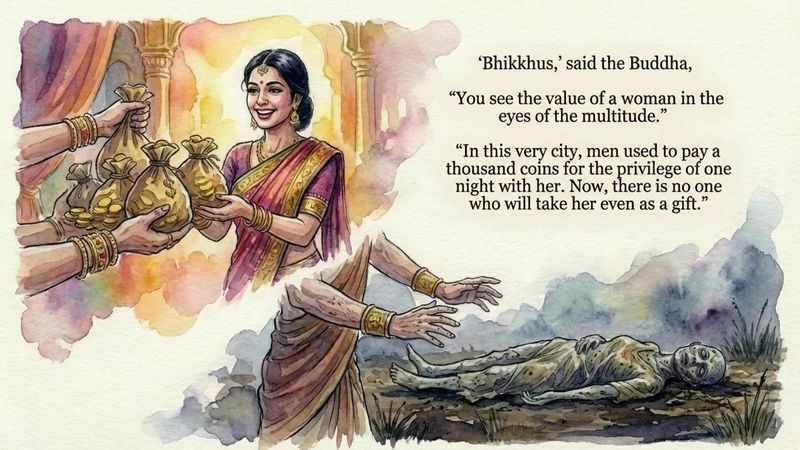 ‘Bhikkhus,’ said the Buddha,
“You see the value of a woman in the
eyes of the multitude.”
“In this very city, men used to pay a
thousand coins for the privilege of one
night with her. Now, there is no one
who will take her even as a gift.”